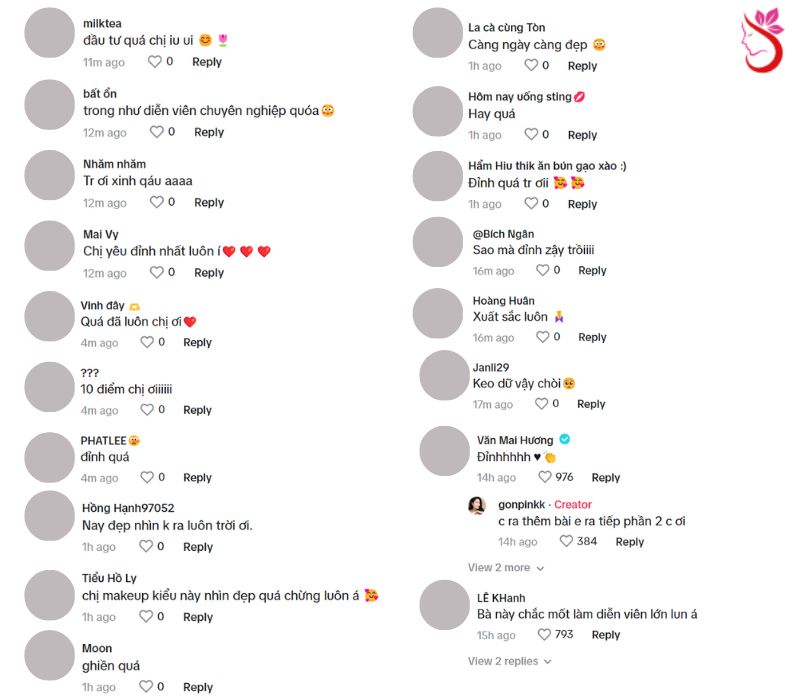 milktea
đầu tư quá chị iu ui 😊🌷
11m ago 0 Reply
bất ổn
trong như diễn viên chuyên nghiệp quóa
12m ago 0 Reply
Nhăm nhăm
Tr ơi xinh qáu aaaa
12m ago 0 Reply
Mai Vy
Chị yêu đỉnh nhất luôn í❤️❤️❤️
12m ago 0 Reply
Vinh đây 🫶
Quá đã luôn chị ơi❤️
4m ago 0 Reply
???
10 điểm chị ơiiiiii
4m ago 0 Reply
PHATLEE
đỉnh quá
4m ago 0 Reply
Hồng Hạnh97052
Nay đẹp nhìn k ra luôn trời ơi.
1h ago 0 Reply
Tiểu Hồ Ly
chị makeup kiểu này nhìn đẹp quá chừng luôn á 🥰
1h ago 0 Reply
Moon
ghiền quá
1h ago 0 Reply
La cà cùng Tòn
Càng ngày càng đẹp
1h ago 0 Reply
Hôm nay uống sting💋
Hay quá
1h ago 0 Reply
Hẩm Hiu thik ăn bún gạo xào :)
Đỉnh quá tr ơii 🥰🥰
1h ago 0 Reply
@Bích Ngân
Sao mà đỉnh zậy trồiiii
16m ago 0 Reply
Hoàng Huân
Xuất sắc luôn
16m ago 0 Reply
Janli29
Keo dữ vậy chòi🥺
17m ago 0 Reply
Văn Mai Hương
Đỉnhhhhh ♥👏
14h ago 976 Reply
gonpinkk · Creator
c ra thêm bài e ra tiếp phần 2 c ơi
14h ago 384 Reply
View 2 more
LÊ KHanh
Bà này chắc mốt làm diễn viên lớn lun á
15h ago 793 Reply
View 2 replies